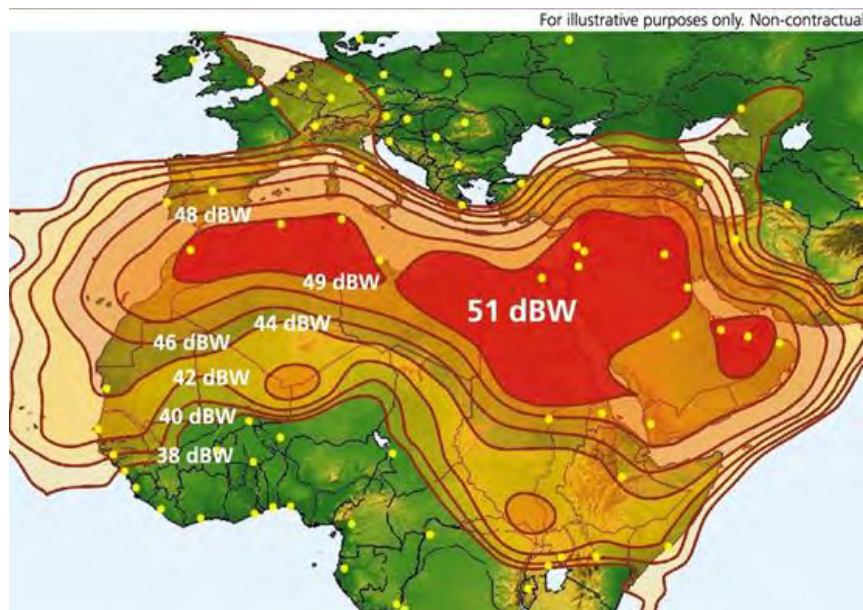 For illustrative purposes only. Non-contractual
48 dBW
49 dBW
51 dBW
44 dBW
46 dBW
42 dBW
40 dBW
38 dBW